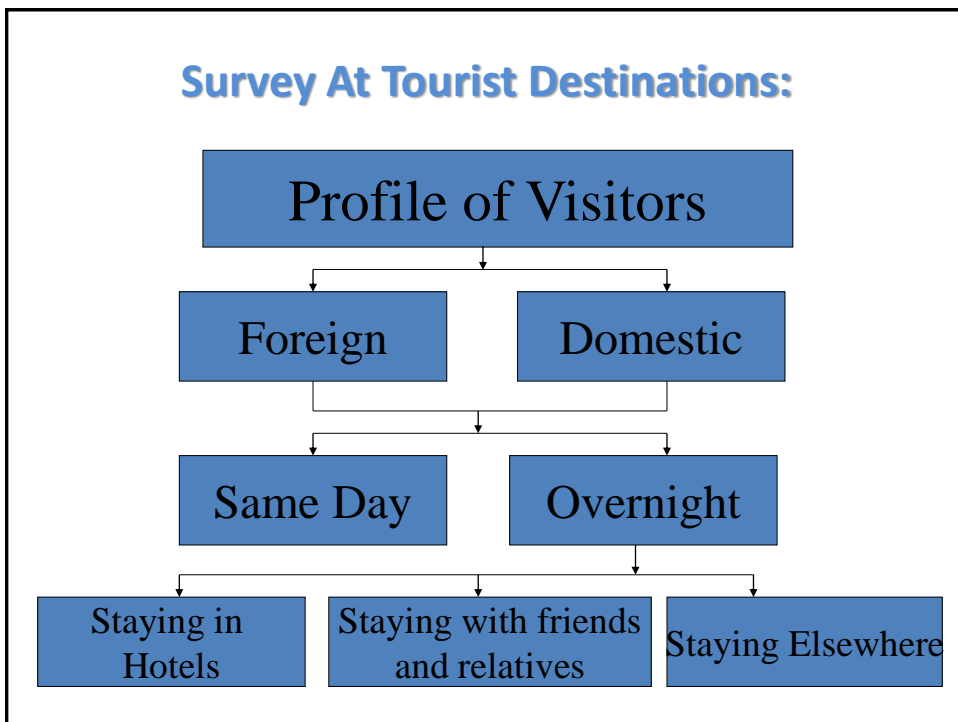 Survey At Tourist Destinations:
Profile of Visitors
Foreign
Domestic
Same Day
Overnight
Staying in
Hotels
Staying with friends
and relatives
Staying Elsewhere